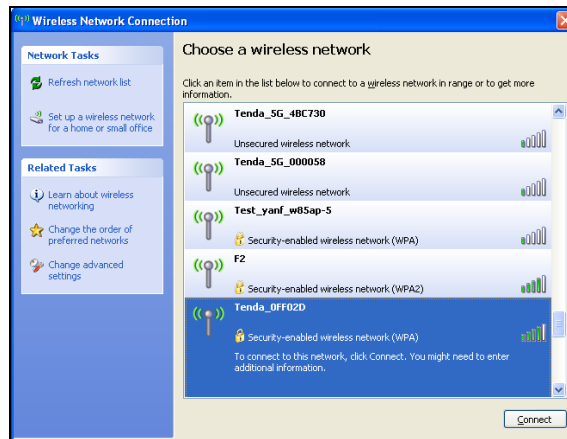 Wireless Network Connection
Network Tasks
Refresh network list
Set up a wireless network
for a home or small office
Related Tasks
Learn about wireless
networking
Change the order of
preferred networks
Change advanced
settings
Choose a wireless network
Click an item in the list below to connect to a wireless network in range or to get more
information.
Tenda_5G_4BC730
Unsecured wireless network
Tenda_5G_000058
Unsecured wireless network
Test_yanf_w85ap-5
Security-enabled wireless network (WPA)
F2
Security-enabled wireless network (WPA2)
Tenda_0FF02D
Security-enabled wireless network (WPA)
To connect to this network, click Connect. You might need to enter
additional information.
Connect